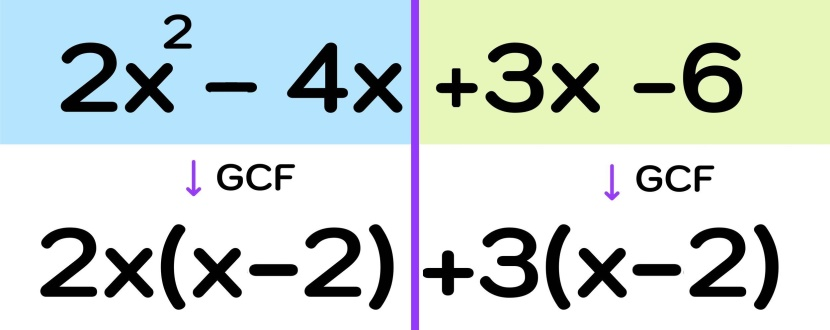 2x² – 4x +3x –6
↓ GCF ↓ GCF
2x(x–2) +3(x–2)